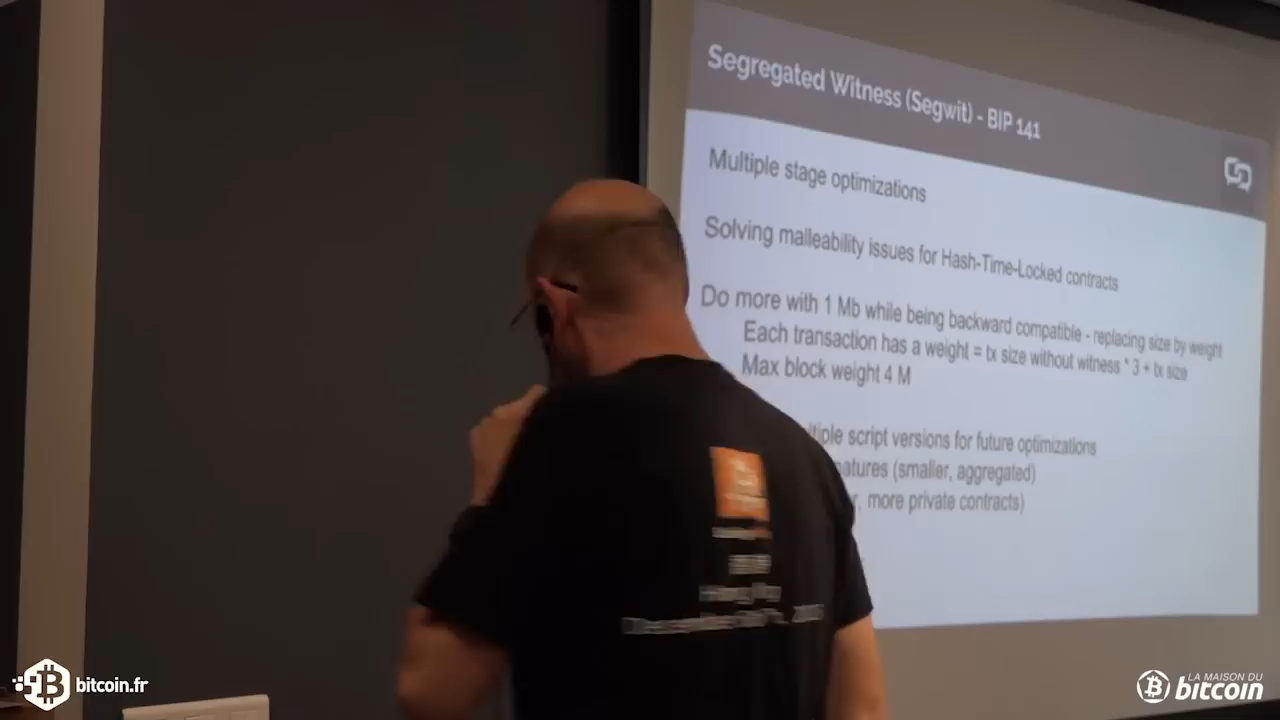 Segregated Witness (Segwit) - BIP 141
Multiple stage optimizations
Solving malleability issues for Hash-Time-Locked contracts
Do more with 1 Mb while being backward compatible - replacing size by weight
Each transaction has a weight = tx size without witness * 3 + tx size
Max block weight 4 M
script versions for future optimizations
(smaller, aggregated)
more private contracts)
bitcoin.fr
LA MAISON DU
bitcoin